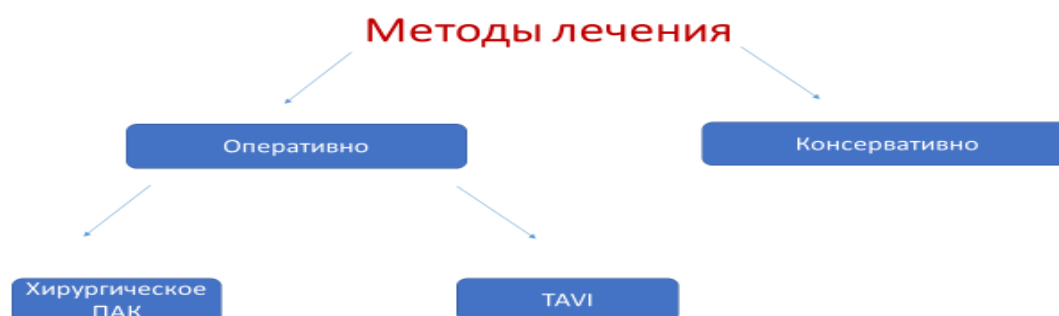 Методы лечения
Оперативно
Консервативно
Хирургическое
ПАК
TAVI